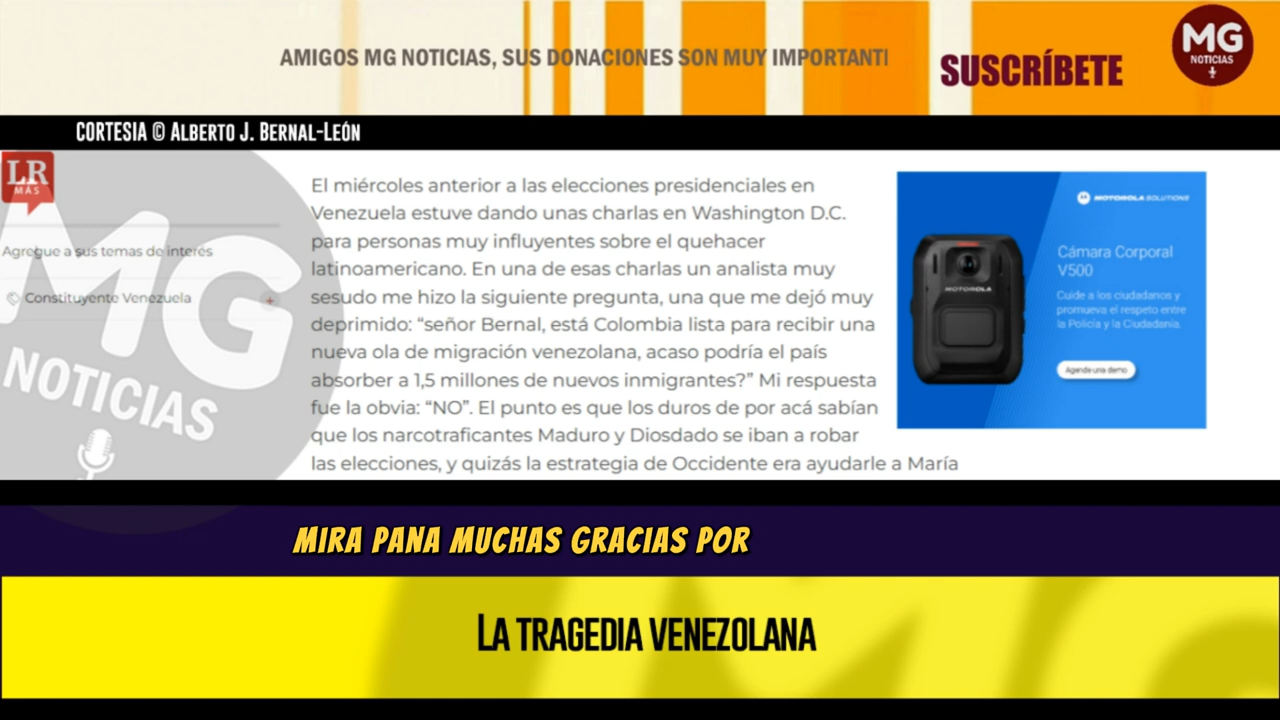 AMIGOS MG NOTICIAS, SUS DONACIONES SON MUY IMPORTANT
SUSCRÍBETE
MG
NOTICIAS
CORTESIA © ALBERTO J. BERNAL-LEÓN
LR
MÁS
MG
NOTICIAS
Agregue a sus temas de interés
Constituyente Venezuela +
El miércoles anterior a las elecciones presidenciales en
Venezuela estuve dando unas charlas en Washington D.C.
para personas muy influyentes sobre el quehacer
latinoamericano. En una de esas charlas un analista muy
sesudo me hizo la siguiente pregunta, una que me dejó muy
deprimido: “señor Bernal, está Colombia lista para recibir una
nueva ola de migración venezolana, acaso podría el país
absorber a 1,5 millones de nuevos inmigrantes?” Mi respuesta
fue la obvia: “NO”. El punto es que los duros de por acá sabían
que los narcotraficantes Maduro y Diosdado se iban a robar
las elecciones, y quizás la estrategia de Occidente era ayudarle a María
MOTOROLA SOLUTIONS
MOTOROLA
Cámara Corporal
V500
Cuide a los ciudadanos y
promueva el respeto entre
la Policía y la Ciudadanía.
Agende una demo
MIRA PANA MUCHAS GRACIAS POR
LA TRAGEDIA VENEZOLANA